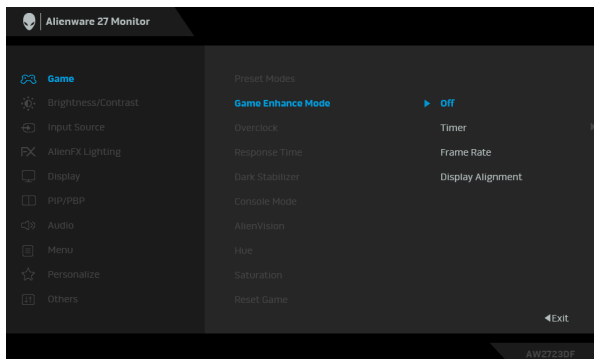 Alienware 27 Monitor
Game
Brightness/Contrast
Input Source
AlienFX Lighting
Display
PIP/PBP
Audio
Menu
Personalize
Others
Preset Modes
Game Enhance Mode
Overclock
Response Time
Dark Stabilizer
Console Mode
AlienVision
Hue
Saturation
Reset Game
Off
Timer
Frame Rate
Display Alignment
Exit
AW2723DF